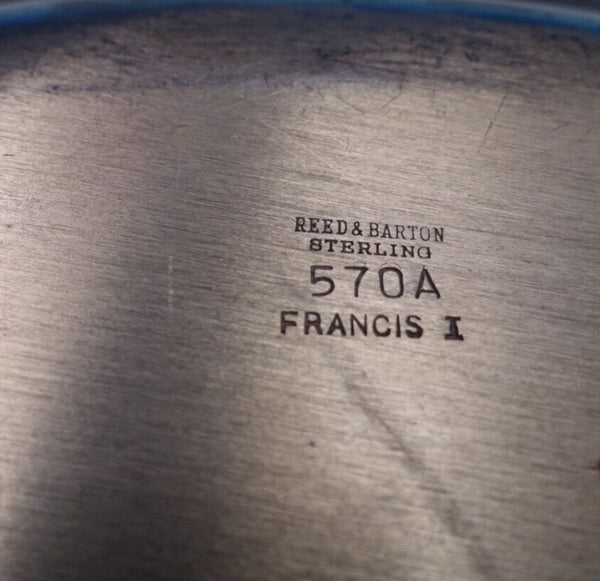 REED & BARTON
STERLING
570A
FRANCIS I